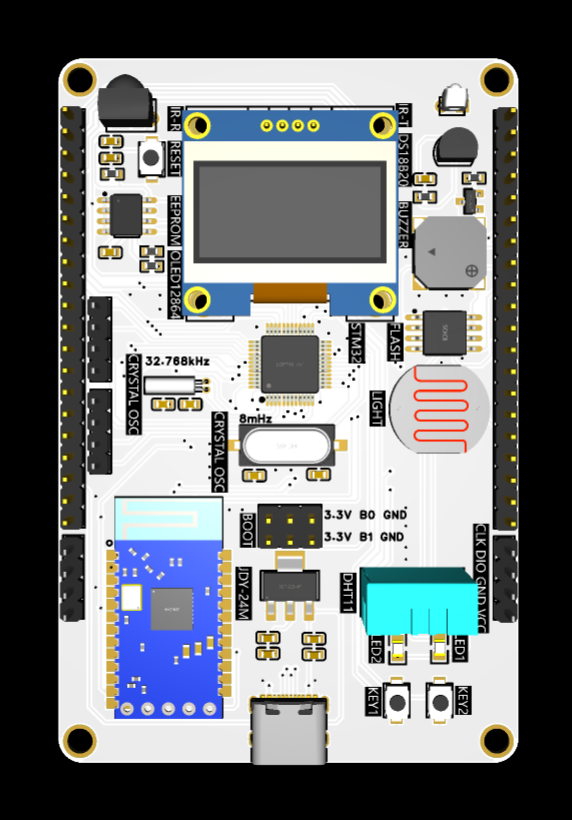 IR-R
IR-T
RESET
DS18B20
EEPROM
BUZZER
OLED12864
STM32
FLASH
32.768kHz
CRYSTAL OSC
LIGHT
8mHz
CRYSTAL OSC
BOOT
3.3V B0 GND
3.3V B1 GND
CLK DIO GND VCC
JDY-24M
DHT11
LED2
LED1
KEY1
KEY2